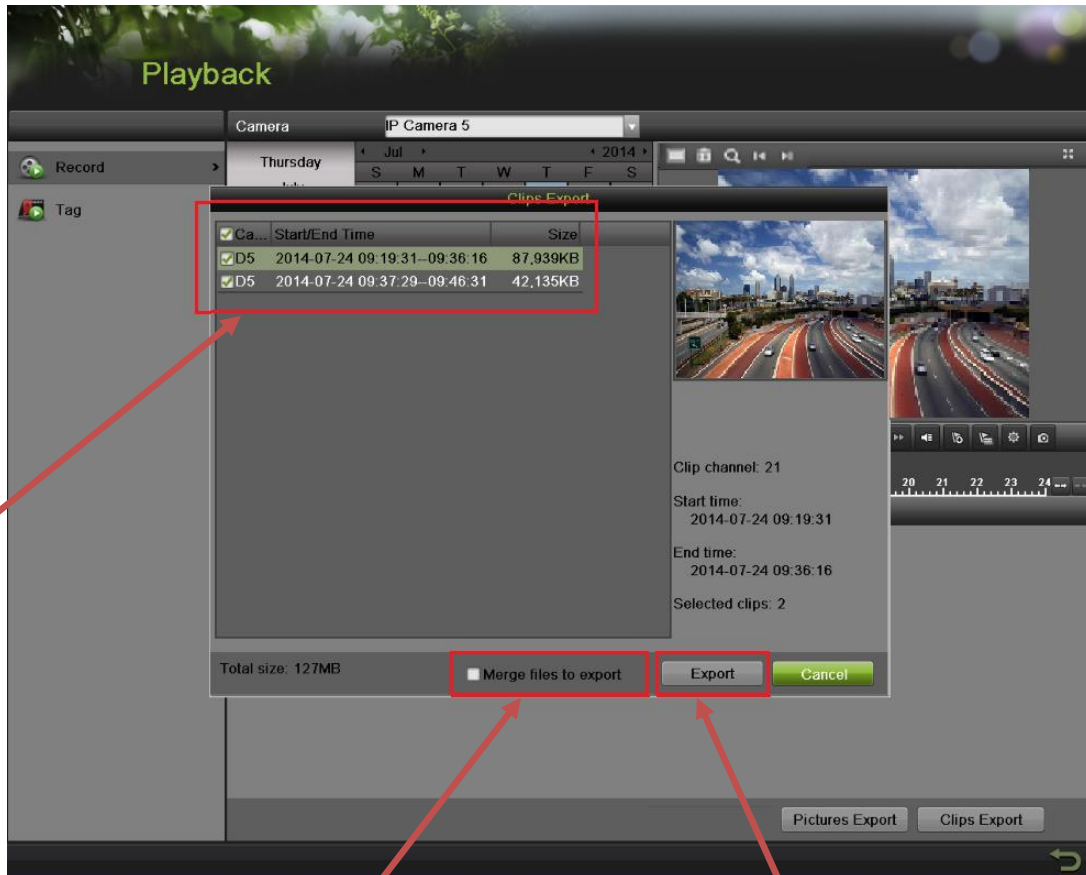 Playback
Camera IP Camera 5
Record
Tag
Thursday
Jul 2014
S M T W T F S
Clips Export
Ca... Start/End Time Size
D5 2014-07-24 09:19:31--09:36:16 87,939KB
D5 2014-07-24 09:37:29--09:46:31 42,135KB
20 21 22 23 24
Clip channel: 21
Start time:
2014-07-24 09:19:31
End time:
2014-07-24 09:36:16
Selected clips: 2
Total size: 127MB
Merge files to export
Export
Cancel
Pictures Export
Clips Export